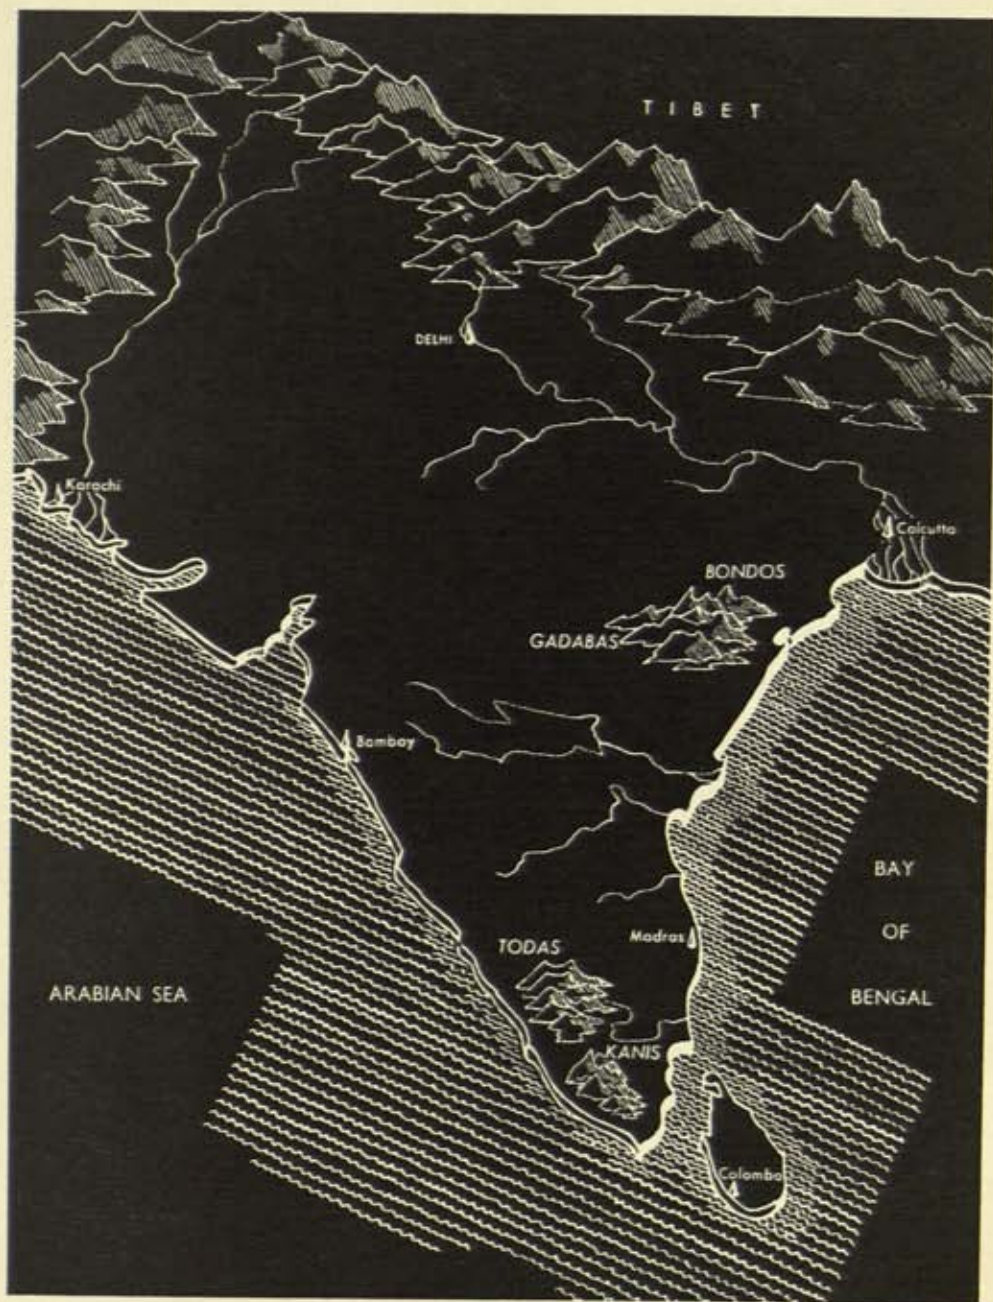 TIBET
DELHI
Karachi
Calcutta
BONDOS
GADABAS
Bombay
BAY
OF
BENGAL
Madras
TODAS
ARABIAN SEA
KANIS
Colombo